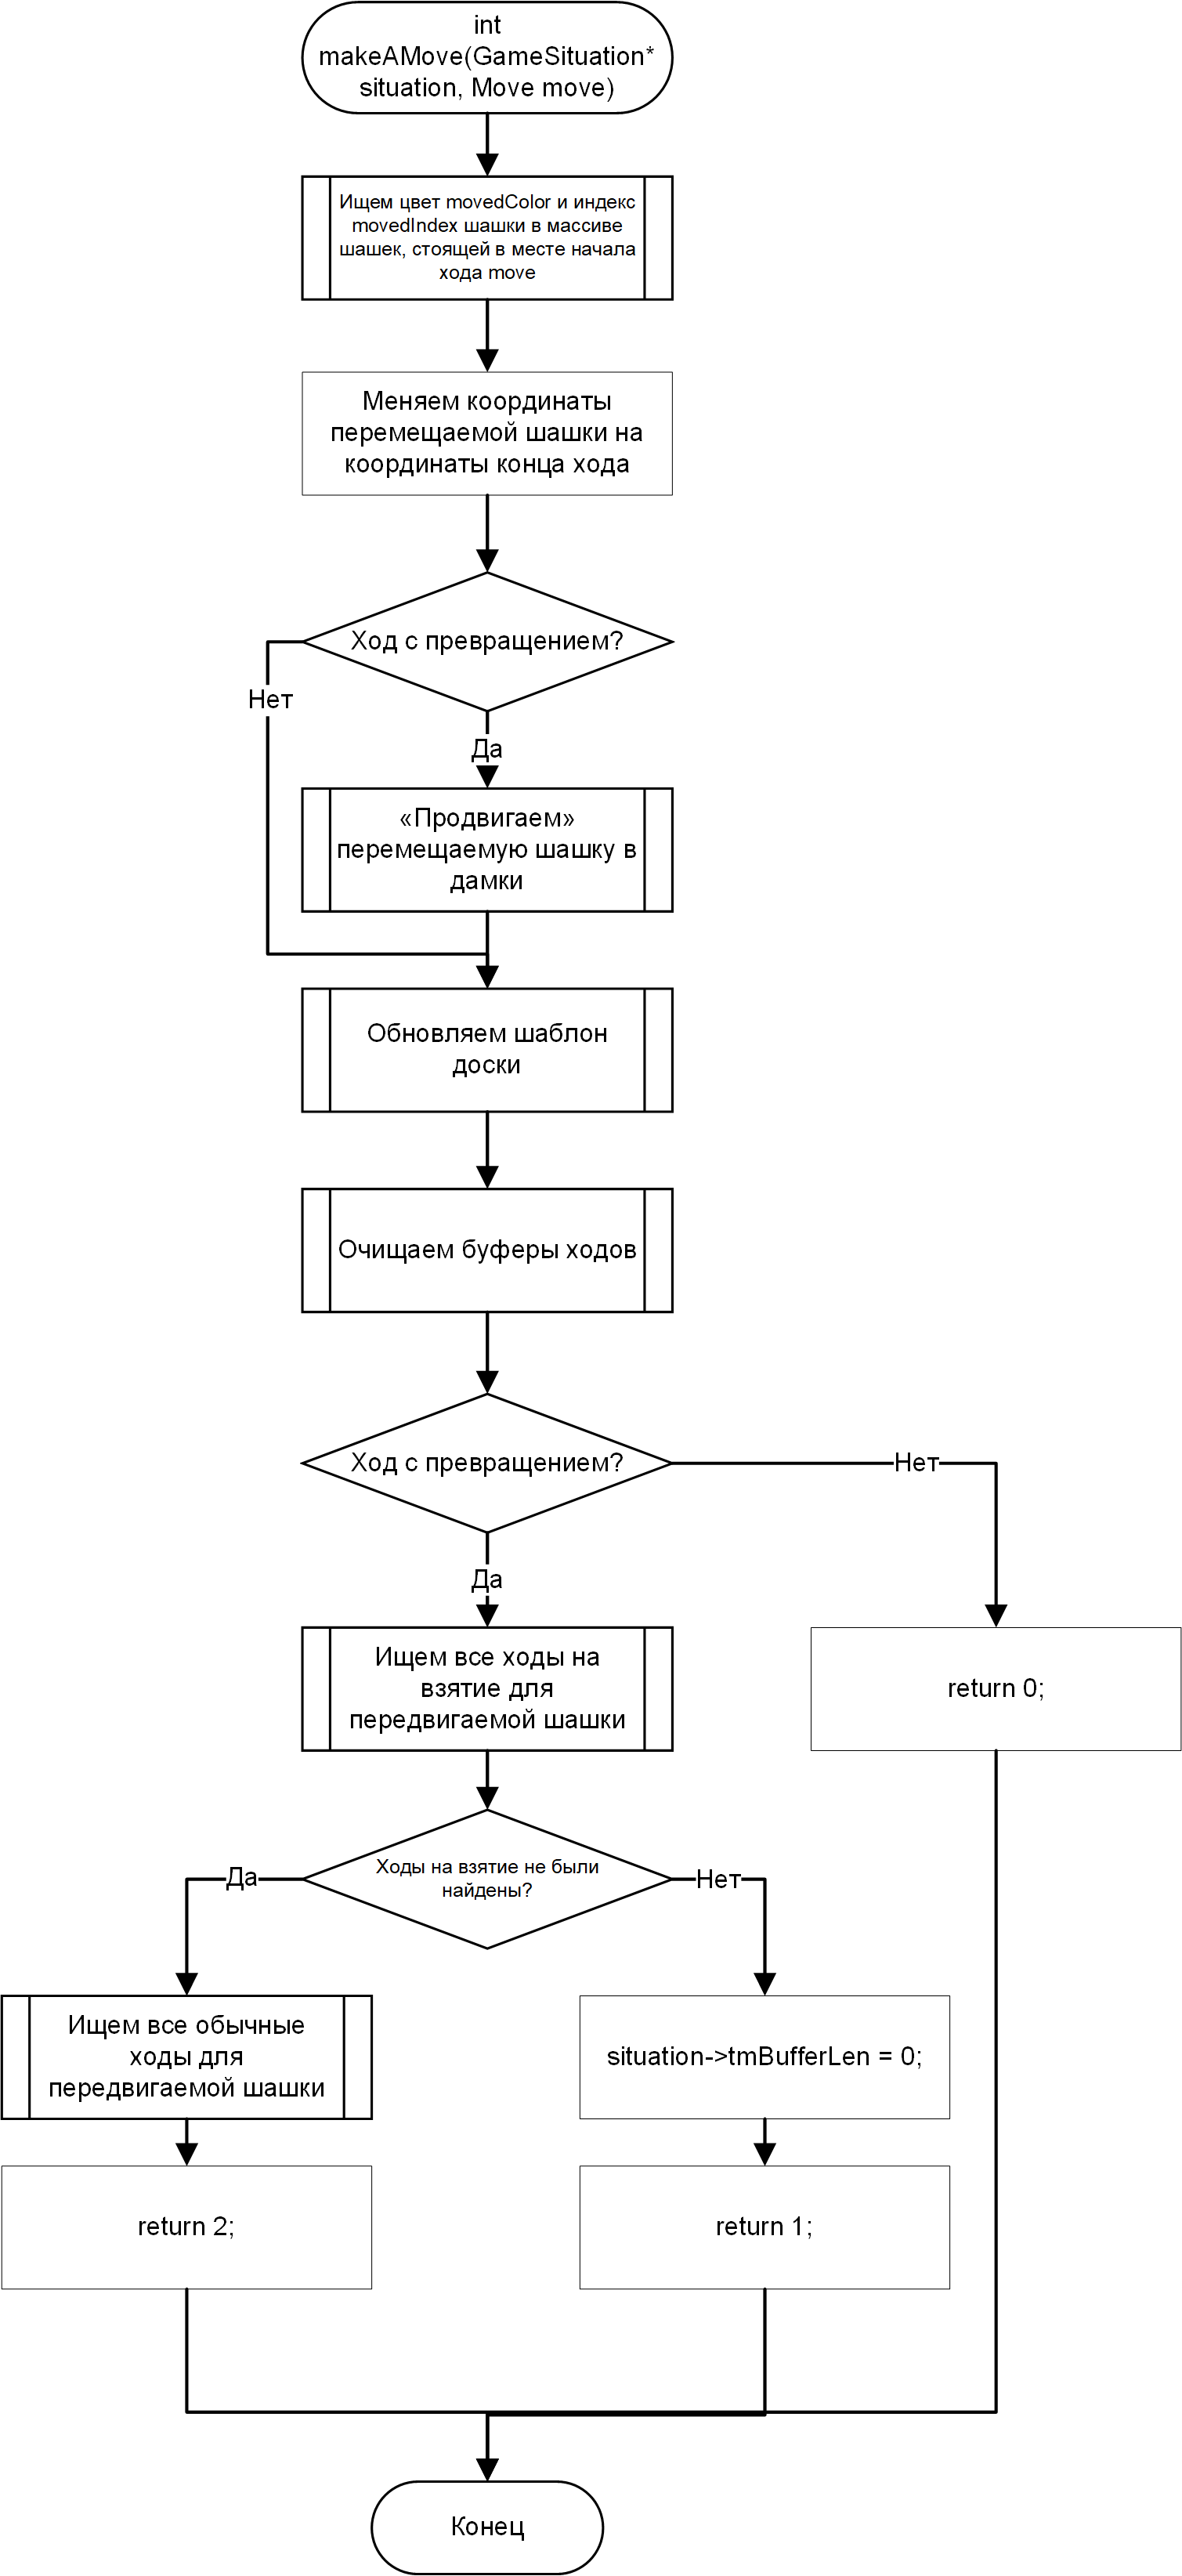 int
makeAMove(GameSituation*
situation, Move move)
Ищем цвет movedColor и индекс
movedIndex шашки в массиве
шашек, стоящей в месте начала
хода move
Меняем координаты
перемещаемой шашки на
координаты конца хода
Ход с превращением?
Нет
Да
«Продвигаем»
перемещаемую шашку в
дамки
Обновляем шаблон
доски
Очищаем буферы ходов
Ход с превращением?
Нет
Да
Ищем все ходы на
взятие для
передвигаемой шашки
return 0;
Ходы на взятие не были
найдены?
Да
Нет
Ищем все обычные
ходы для
передвигаемой шашки
situation->tmBufferLen = 0;
return 2;
return 1;
Конец